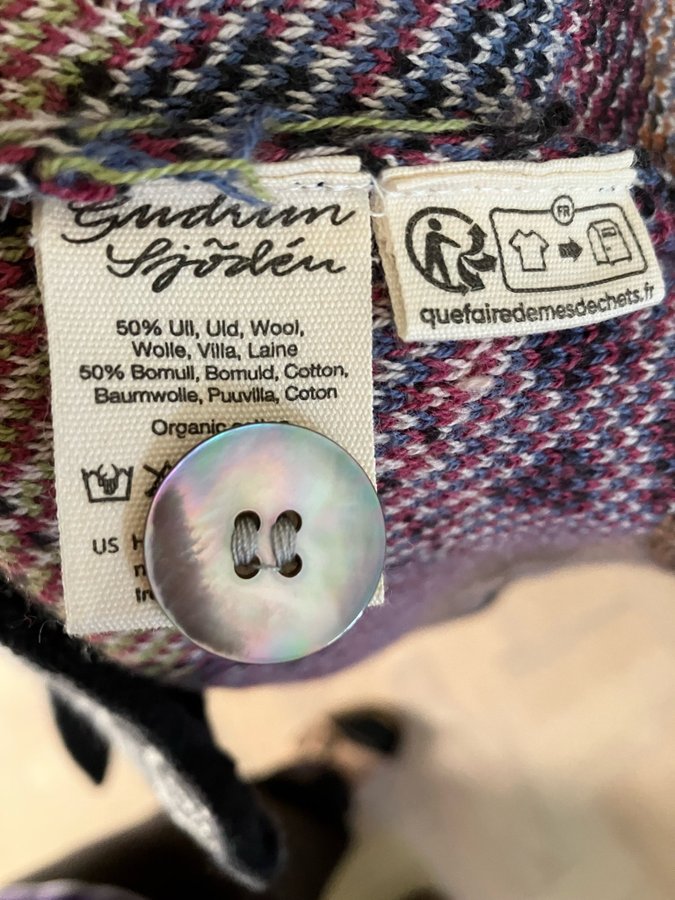 Gudrun
Sjõdén
50% Ull, Uld, Wool,
Wolle, Villa, Laine
50% Bomull, Bomuld, Cotton,
Baumwolle, Puuvilla, Coton
Organic
US
FR
quefairedemesdechets.fr